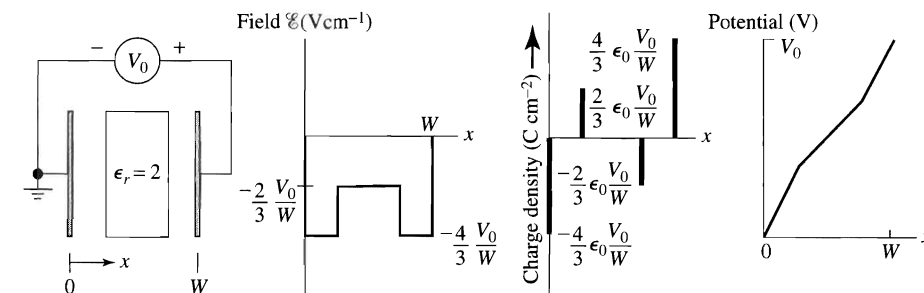 Field ℰ(Vcm⁻¹)
Potential (V)
− +
V₀
ϵᵣ = 2
x
0 W
W
x
−2/3 V₀/W
−4/3 V₀/W
Charge density (C cm⁻²)
4/3 ϵ₀ V₀/W
2/3 ϵ₀ V₀/W
x
−2/3 ϵ₀ V₀/W
−4/3 ϵ₀ V₀/W
V₀
0 W